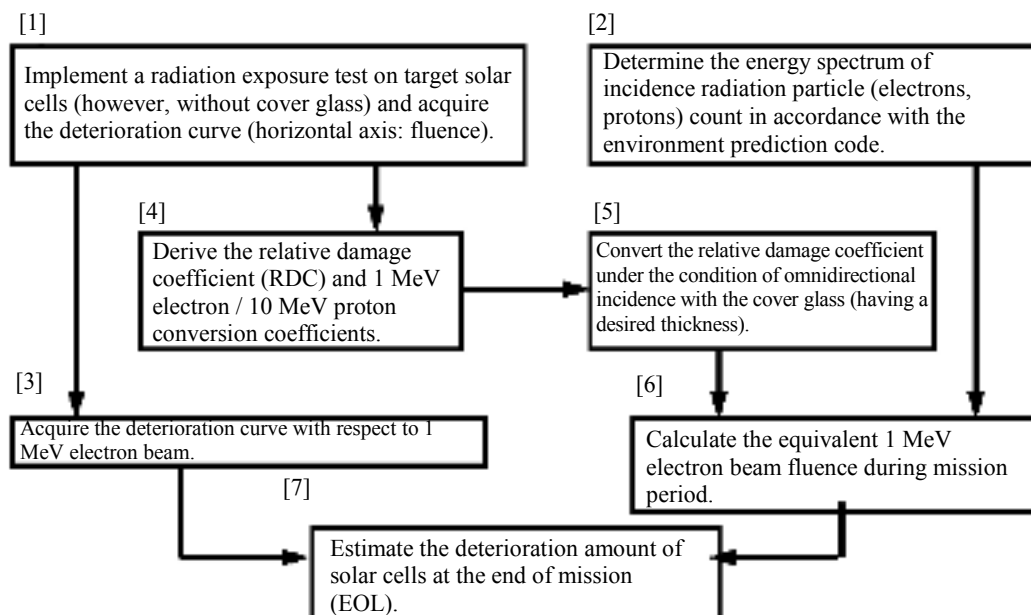 [1]
Implement a radiation exposure test on target solar
cells (however, without cover glass) and acquire
the deterioration curve (horizontal axis: fluence).
[2]
Determine the energy spectrum of
incidence radiation particle (electrons,
protons) count in accordance with the
environment prediction code.
[4]
Derive the relative damage
coefficient (RDC) and 1 MeV
electron / 10 MeV proton
conversion coefficients.
[5]
Convert the relative damage coefficient
under the condition of omnidirectional
incidence with the cover glass (having a
desired thickness).
[3]
Acquire the deterioration curve with respect to 1
MeV electron beam.
[6]
Calculate the equivalent 1 MeV
electron beam fluence during mission
period.
[7]
Estimate the deterioration amount of
solar cells at the end of mission
(EOL).